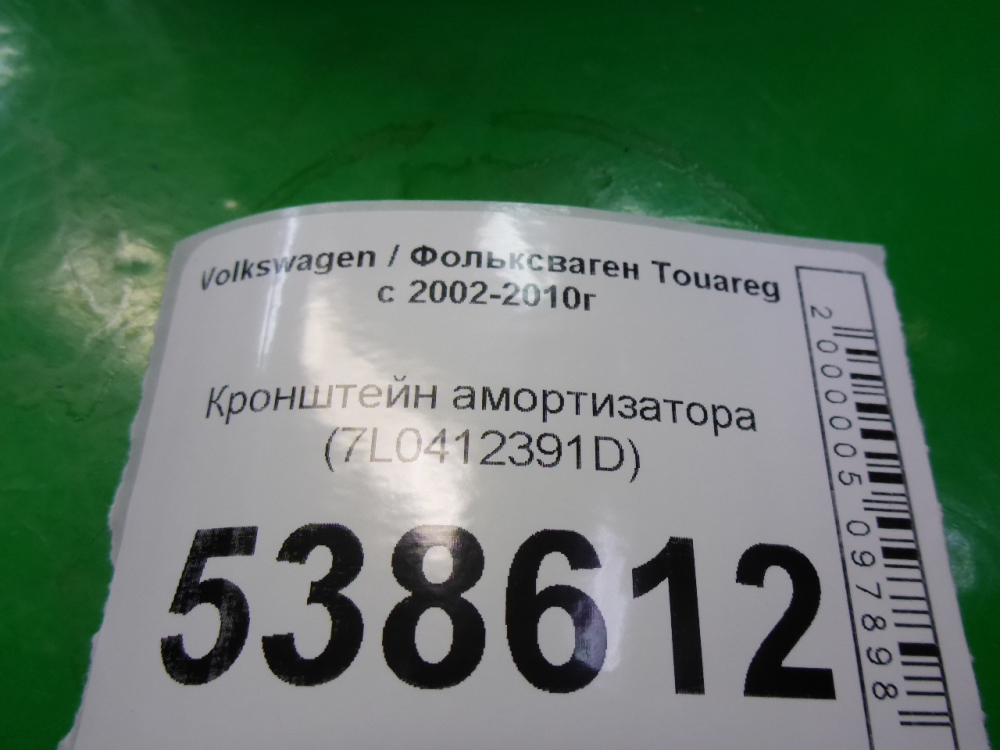 Volkswagen / Фольксваген Touareg
с 2002-2010г
Кронштейн амортизатора
(7L0412391D)
538612
2000005097898